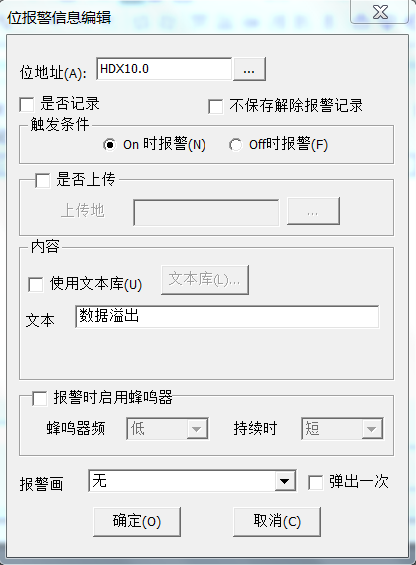 位报警信息编辑
位地址(A): HDX10.0 ...
是否记录 不保存解除报警记录
触发条件
On 时报警(N) Off时报警(F)
是否上传
上传地 ...
内容
使用文本库(U) 文本库(L)...
文本 数据溢出
报警时启用蜂鸣器
蜂鸣器频 低 持续时 短
报警画 无 弹出一次
确定(O) 取消(C)